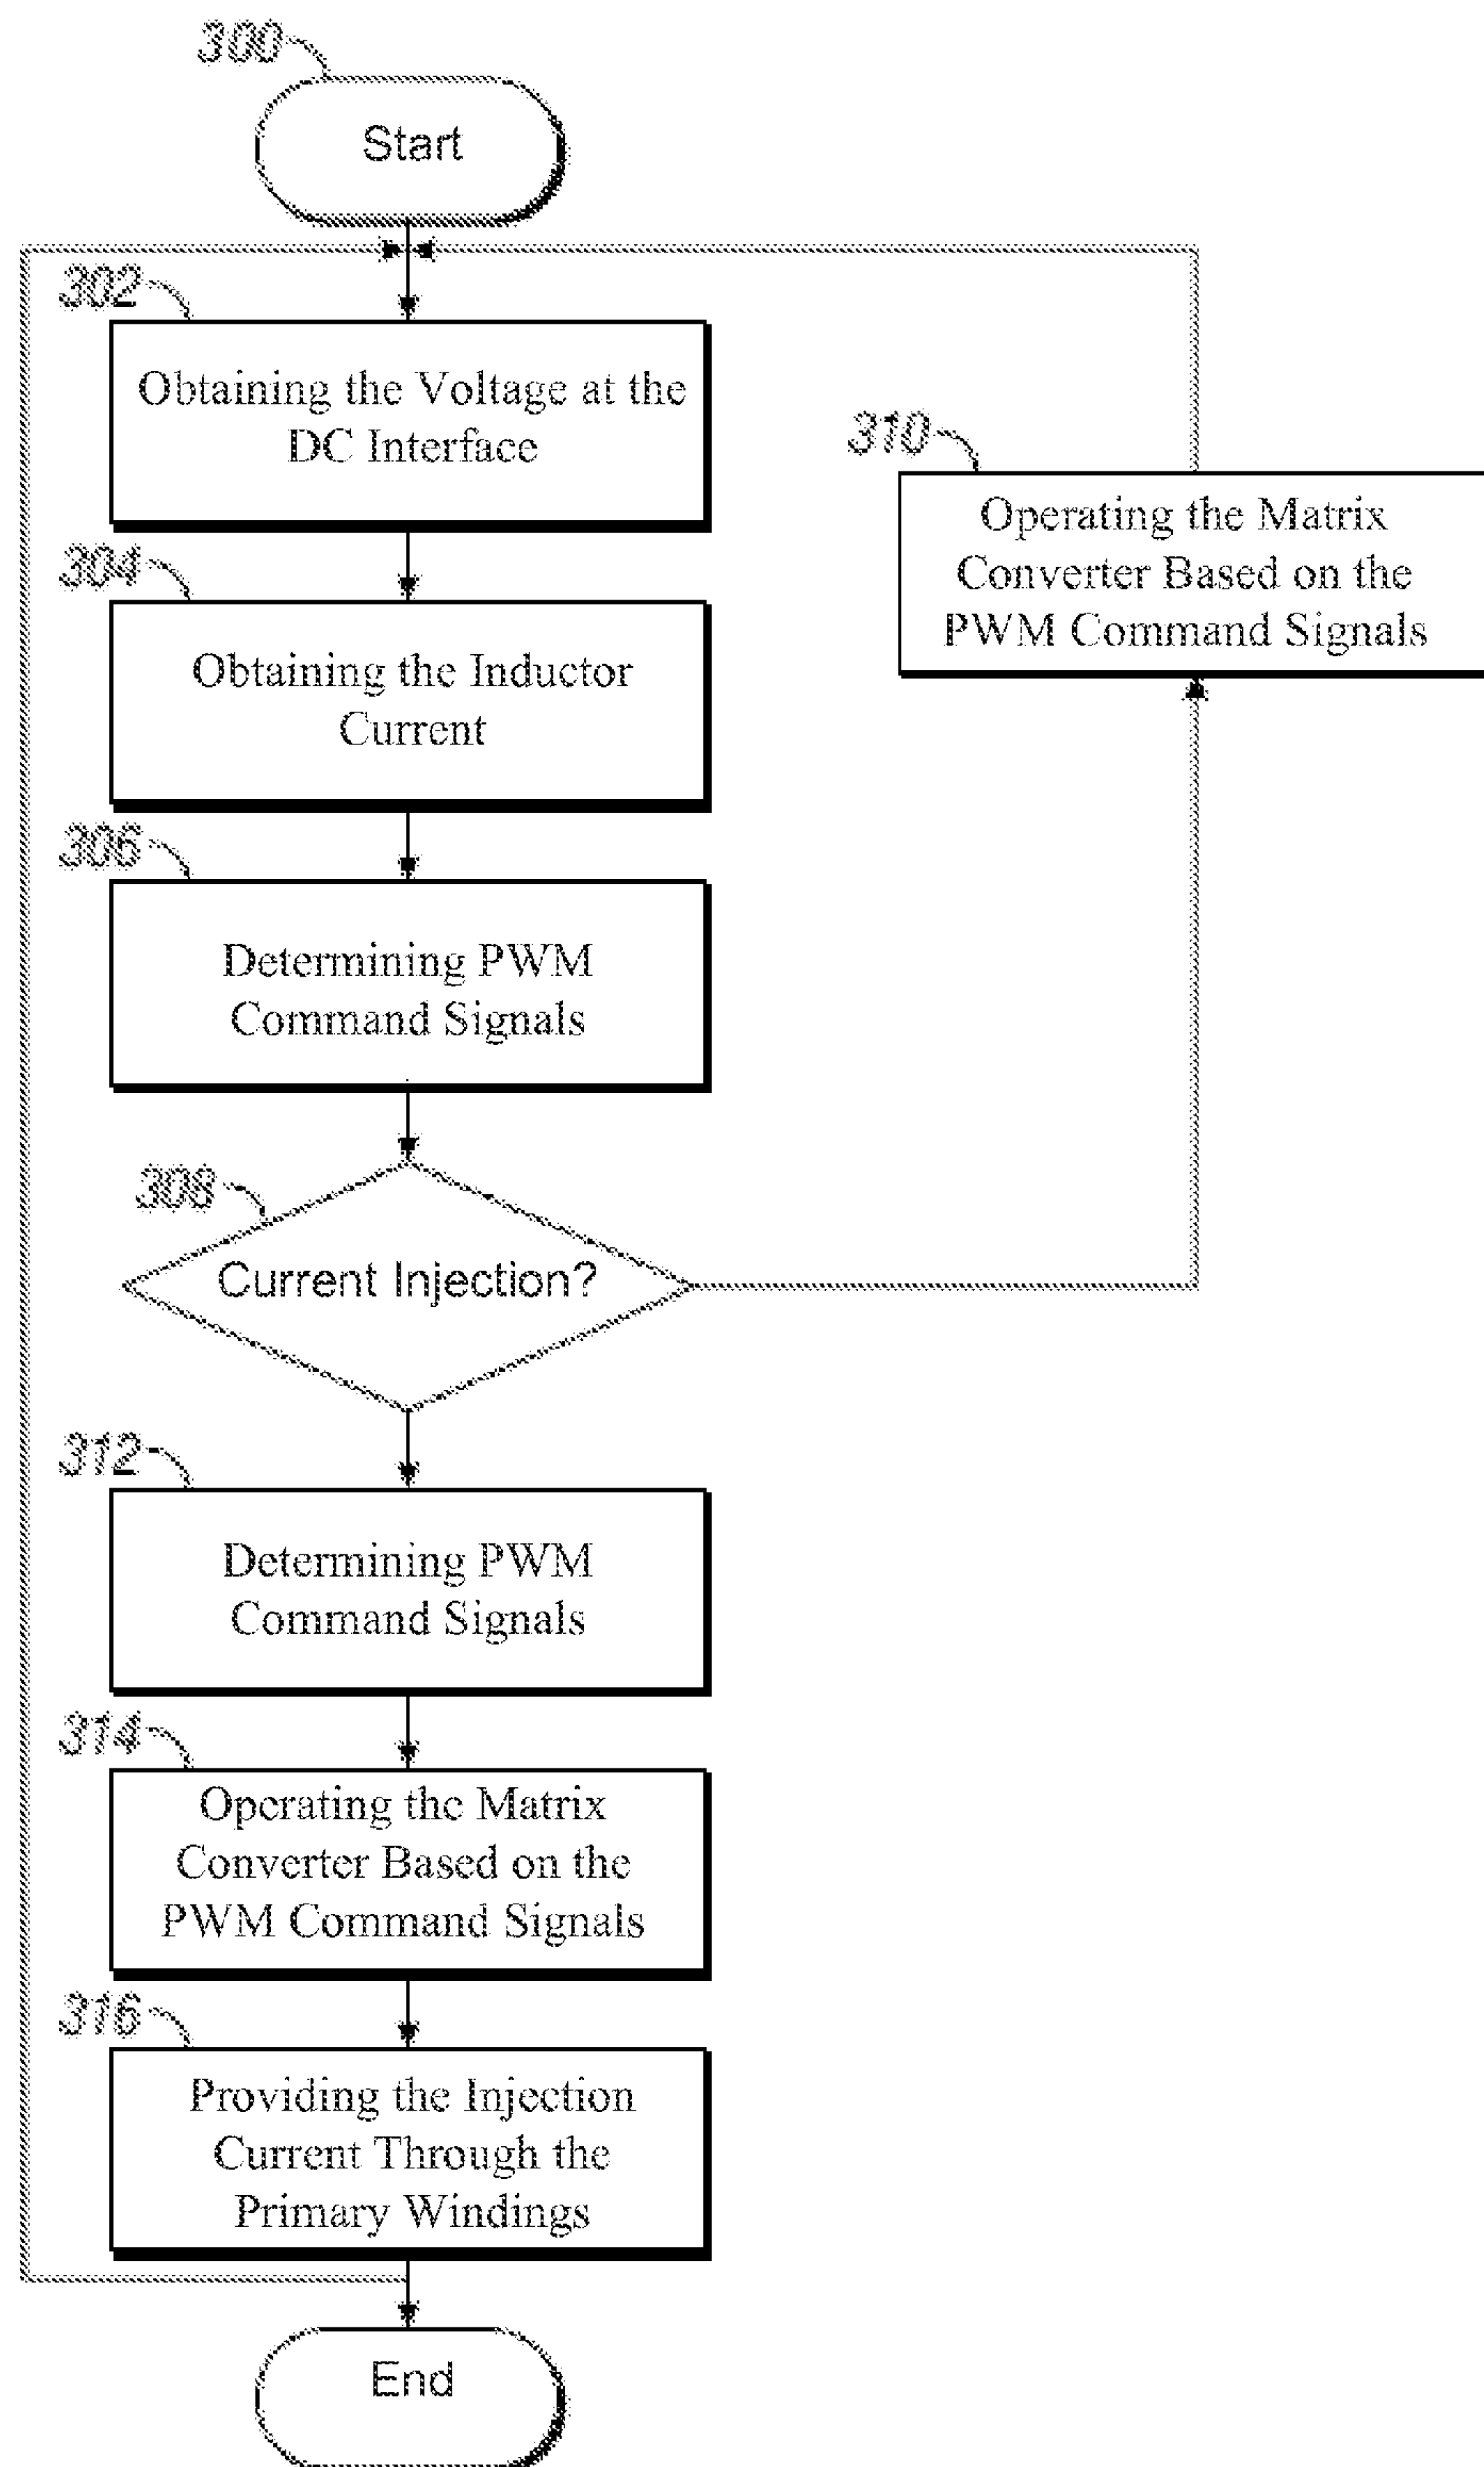 300
Start
302
Obtaining the Voltage at the
DC Interface
304
Obtaining the Inductor
Current
306
Determining PWM
Command Signals
308
Current Injection?
310
Operating the Matrix
Converter Based on the
PWM Command Signals
312
Determining PWM
Command Signals
314
Operating the Matrix
Converter Based on the
PWM Command Signals
316
Providing the Injection
Current Through the
Primary Windings
End